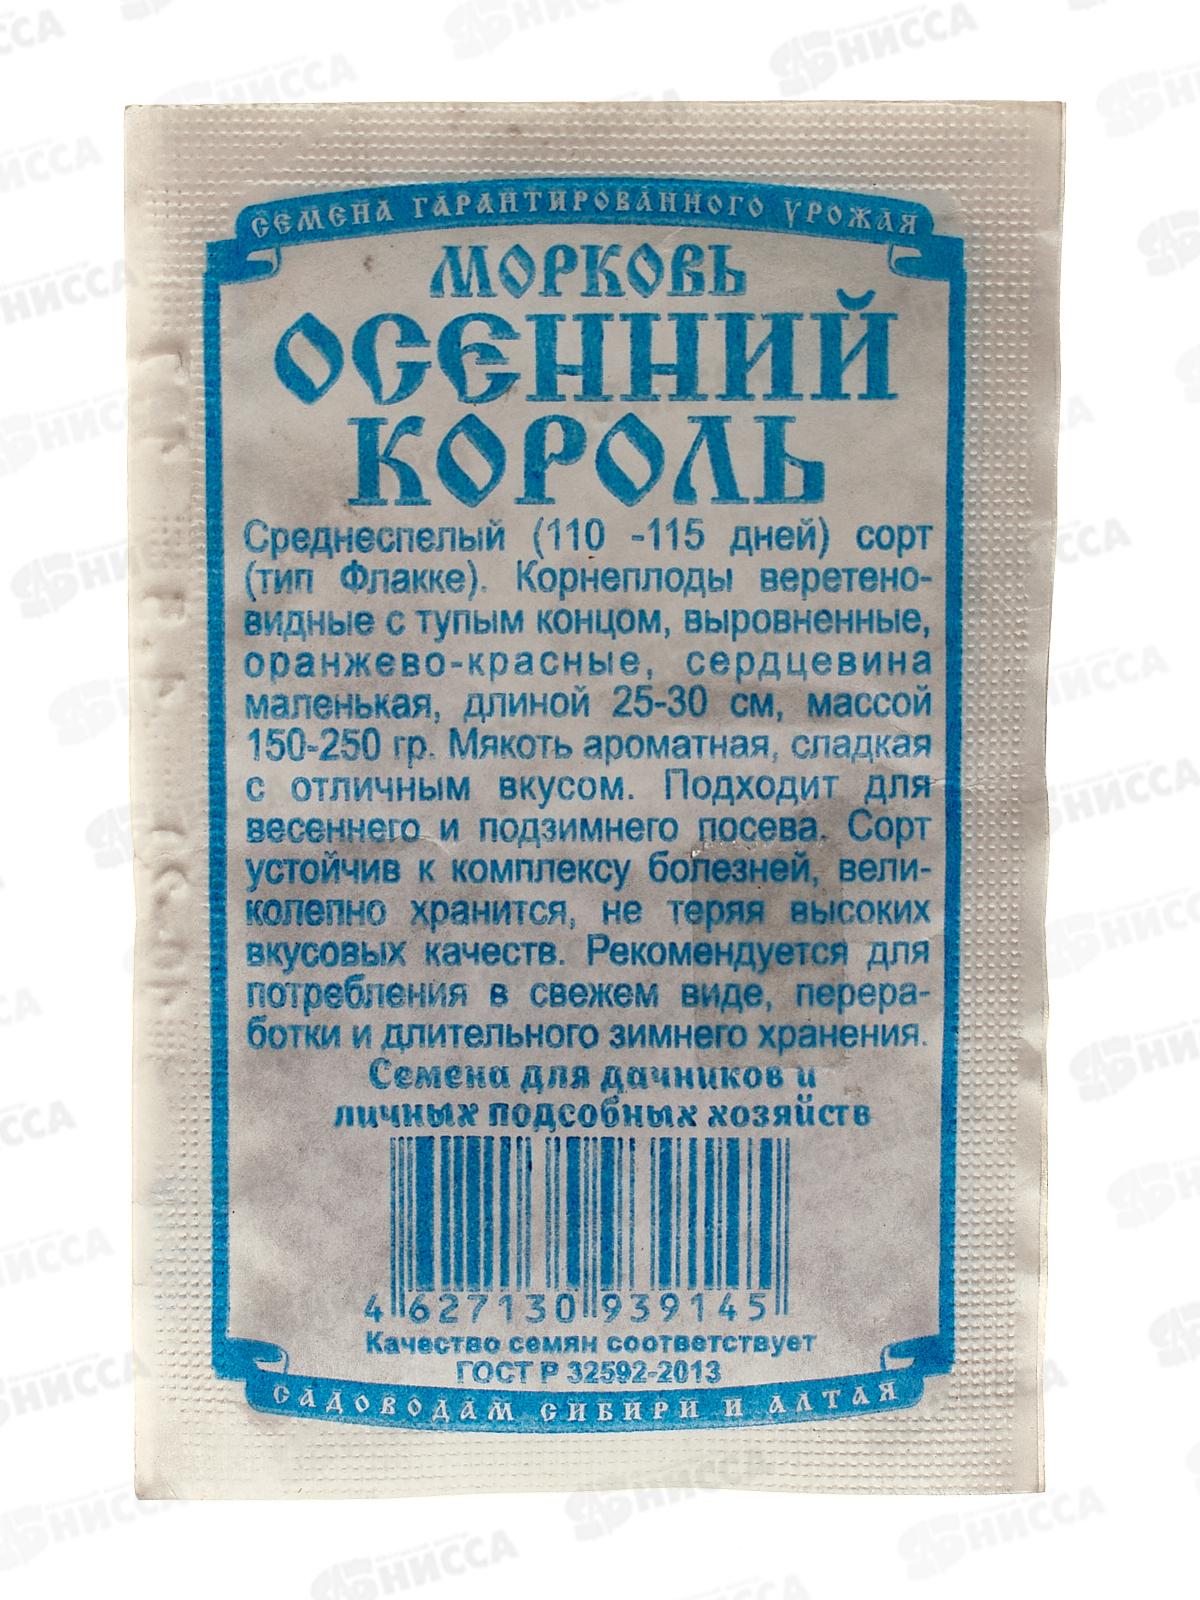 СЕМЕНА ГАРАНТИРОВАННОГО УРОЖАЯ
МОРКОВЬ
ОСЕННИЙ
КОРОЛЬ
Среднеспелый (110 -115 дней) сорт
(тип Флакке). Корнеплоды веретено-
видные с тупым концом, выровненные,
оранжево-красные, сердцевина
маленькая, длиной 25-30 см, массой
150-250 гр. Мякоть ароматная, сладкая
с отличным вкусом. Подходит для
весеннего и подзимнего посева. Сорт
устойчив к комплексу болезней, вели-
колепно хранится, не теряя высоких
вкусовых качеств. Рекомендуется для
потребления в свежем виде, перера-
ботки и длительного зимнего хранения.
Семена для дачников и
личных подсобных хозяйств
4 627130 939145
Качество семян соответствует
ГОСТ Р 32592-2013
САДОВОДАМ СИБИРИ И АЛТАЯ